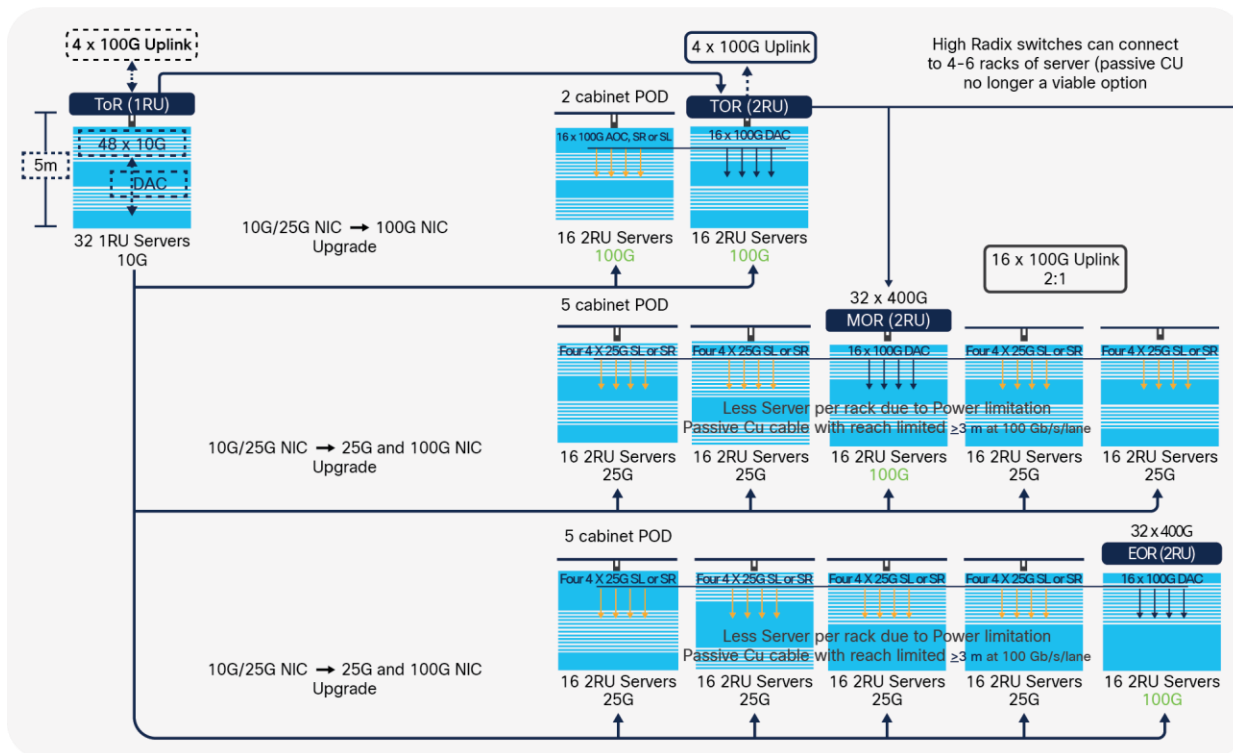 4 x 100G Uplink
ToR (1RU)
48 x 10G
5m
DAC
32 1RU Servers
10G
4 x 100G Uplink
High Radix switches can connect
to 4-6 racks of server (passive CU
no longer a viable option
2 cabinet POD
TOR (2RU)
16 x 100G AOC, SR or SL
16 x 100G DAC
10G/25G NIC → 100G NIC
Upgrade
16 2RU Servers
100G
16 2RU Servers
100G
16 x 100G Uplink
2:1
5 cabinet POD
32 x 400G
MOR (2RU)
Four 4 X 25G SL or SR
Four 4 X 25G SL or SR
16 x 100G DAC
Four 4 X 25G SL or SR
Four 4 X 25G SL or SR
Less Server per rack due to Power limitation
Passive Cu cable with reach limited ≥3 m at 100 Gb/s/lane
10G/25G NIC → 25G and 100G NIC
Upgrade
16 2RU Servers
25G
16 2RU Servers
25G
16 2RU Servers
100G
16 2RU Servers
25G
16 2RU Servers
25G
5 cabinet POD
32 x 400G
EOR (2RU)
Four 4 X 25G SL or SR
Four 4 X 25G SL or SR
Four 4 X 25G SL or SR
Four 4 X 25G SL or SR
16 x 100G DAC
Less Server per rack due to Power limitation
Passive Cu cable with reach limited ≥3 m at 100 Gb/s/lane
10G/25G NIC → 25G and 100G NIC
Upgrade
16 2RU Servers
25G
16 2RU Servers
25G
16 2RU Servers
25G
16 2RU Servers
25G
16 2RU Servers
100G